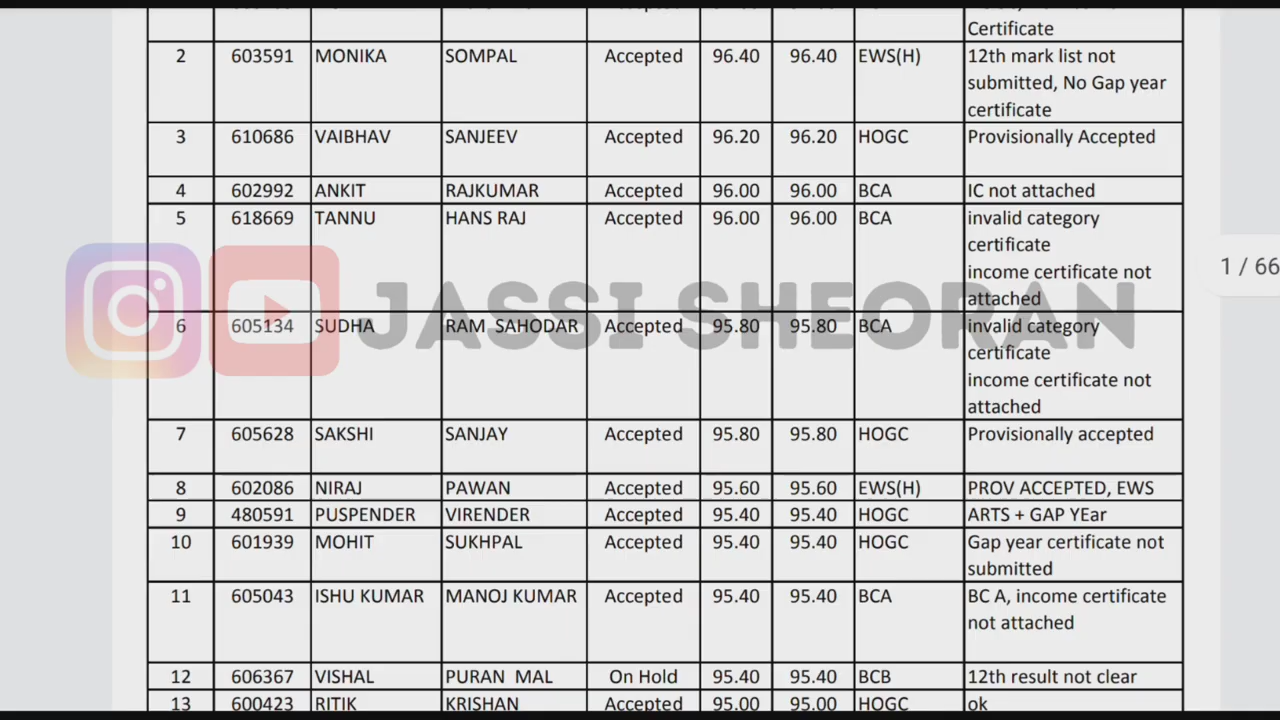 Certificate
2 603591 MONIKA SOMPAL Accepted 96.40 96.40 EWS(H) 12th mark list not
submitted, No Gap year
certificate
3 610686 VAIBHAV SANJEEV Accepted 96.20 96.20 HOGC Provisionally Accepted
4 602992 ANKIT RAJKUMAR Accepted 96.00 96.00 BCA IC not attached
5 618669 TANNU HANS RAJ Accepted 96.00 96.00 BCA invalid category
certificate
income certificate not
attached
1 / 66
JASSI SHEORAN
6 605134 SUDHA RAM SAHODAR Accepted 95.80 95.80 BCA invalid category
certificate
income certificate not
attached
7 605628 SAKSHI SANJAY Accepted 95.80 95.80 HOGC Provisionally accepted
8 602086 NIRAJ PAWAN Accepted 95.60 95.60 EWS(H) PROV ACCEPTED, EWS
9 480591 PUSPENDER VIRENDER Accepted 95.40 95.40 HOGC ARTS + GAP YEar
10 601939 MOHIT SUKHPAL Accepted 95.40 95.40 HOGC Gap year certificate not
submitted
11 605043 ISHU KUMAR MANOJ KUMAR Accepted 95.40 95.40 BCA BC A, income certificate
not attached
12 606367 VISHAL PURAN MAL On Hold 95.40 95.40 BCB 12th result not clear
13 600423 RITIK KRISHAN Accepted 95.00 95.00 HOGC ok